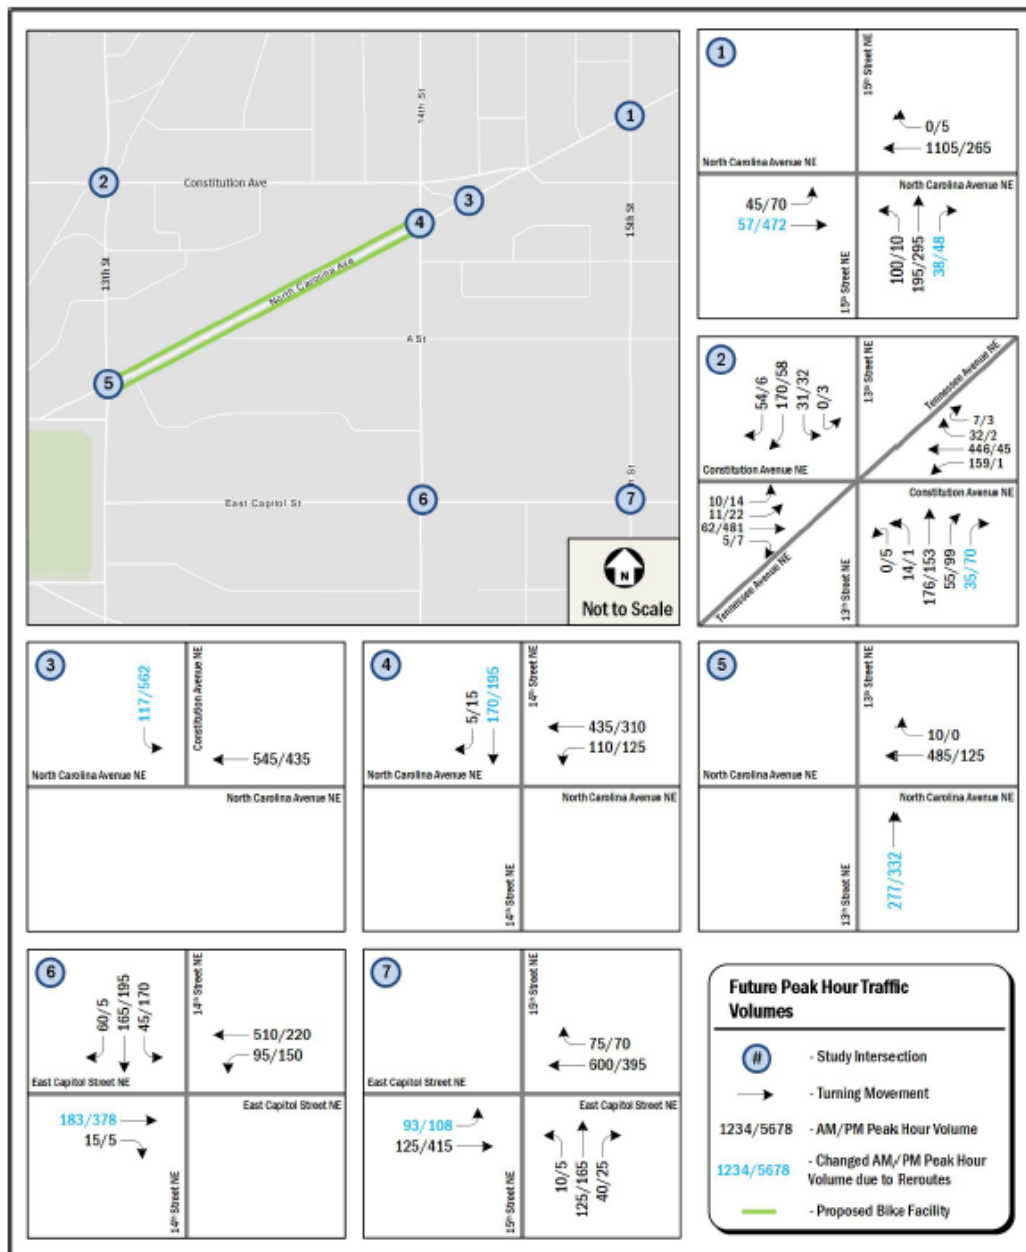 1
2
3
4
5
6
7
Constitution Ave
North Carolina Ave
A St
East Capitol St
13th St
14th St
15th St
h St
N
Not to Scale
1
15th Street NE
0/5
1105/265
North Carolina Avenue NE
North Carolina Avenue NE
45/70
57/472
15th Street NE
100/10
195/295
38/48
2
54/6
170/58
31/32
0/3
13th Street NE
Tennessee Avenue NE
7/3
32/2
446/45
159/1
Constitution Avenue NE
Constitution Avenue NE
10/14
11/22
62/481
5/7
Tennessee Avenue NE
13th Street NE
0/5
14/1
176/153
55/99
35/70
3
117/562
Constitution Avenue NE
545/435
North Carolina Avenue NE
North Carolina Avenue NE
4
5/15
170/195
14th Street NE
435/310
110/125
North Carolina Avenue NE
North Carolina Avenue NE
14th Street NE
5
13th Street NE
10/0
485/125
North Carolina Avenue NE
North Carolina Avenue NE
13th Street NE
277/332
6
60/5
165/195
45/170
14th Street NE
510/220
95/150
East Capitol Street NE
East Capitol Street NE
183/378
15/5
14th Street NE
7
15th Street NE
75/70
600/395
East Capitol Street NE
East Capitol Street NE
93/108
125/415
15th Street NE
10/5
125/165
40/25
Future Peak Hour Traffic
Volumes
# - Study Intersection
- Turning Movement
1234/5678 - AM/PM Peak Hour Volume
1234/5678 - Changed AM/PM Peak Hour
Volume due to Reroutes
- Proposed Bike Facility